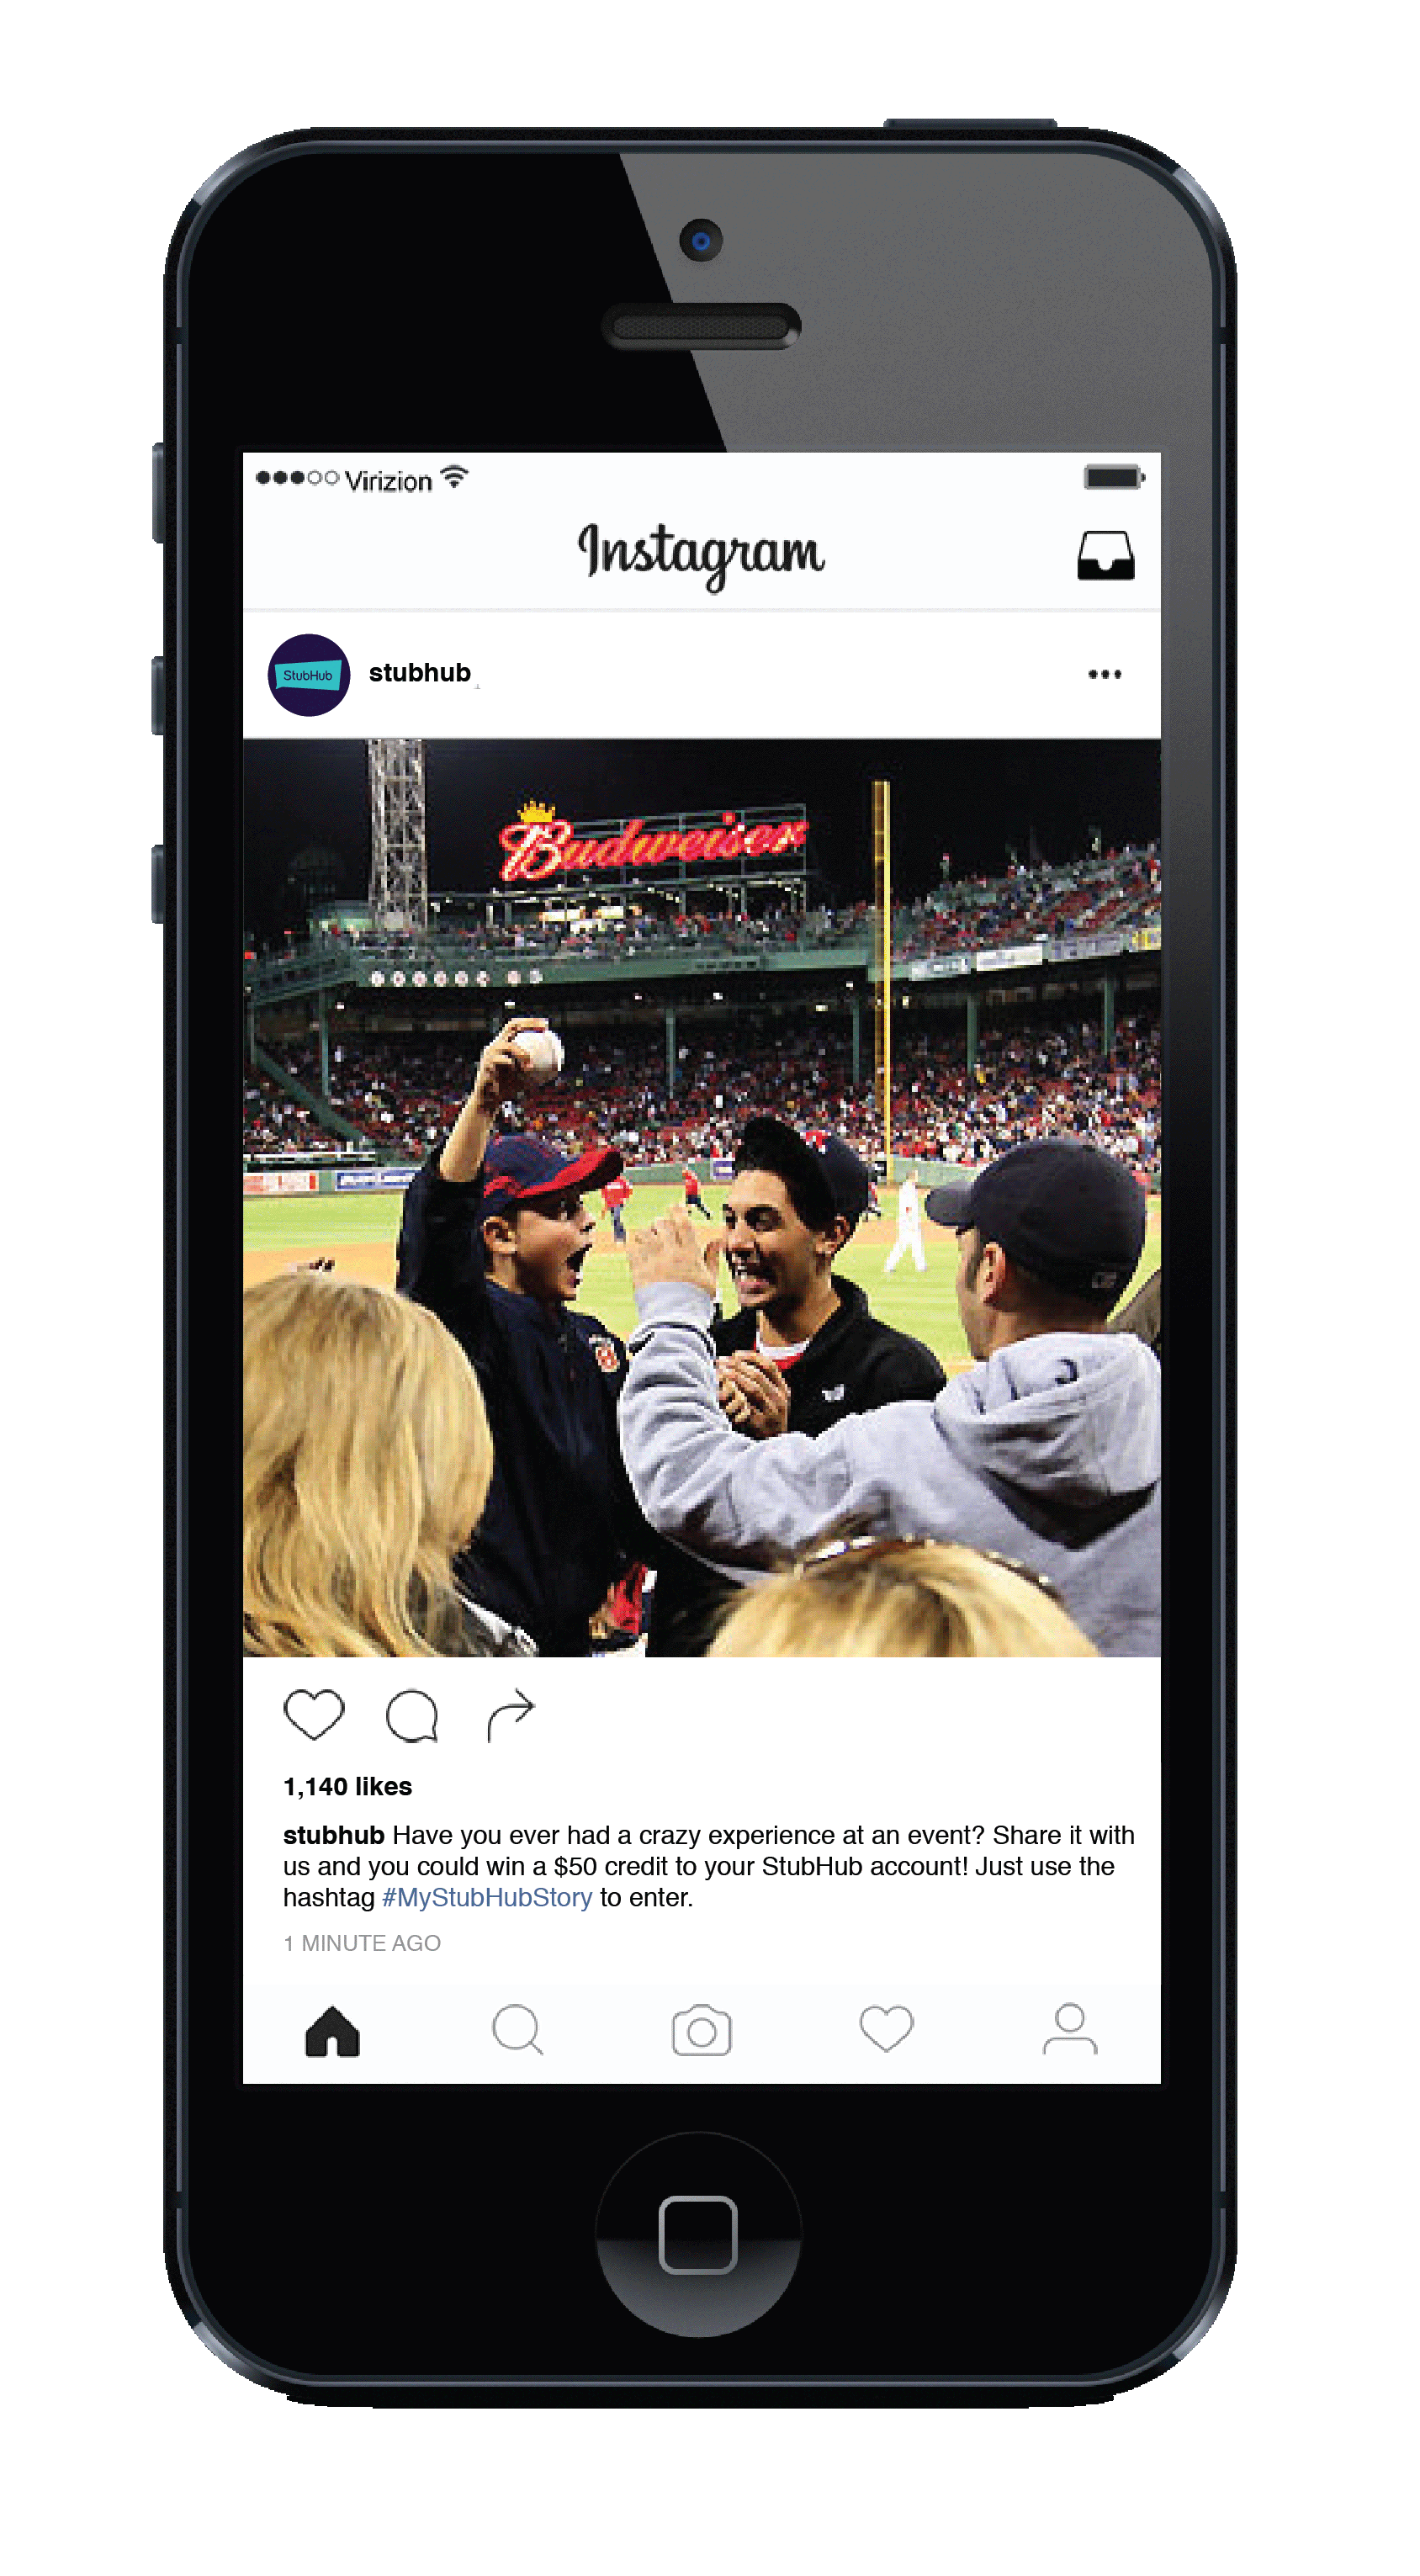 Virizion
Instagram
StubHub
stubhub
Budweiser
1,140 likes
stubhub Have you ever had a crazy experience at an event? Share it with
us and you could win a $50 credit to your StubHub account! Just use the
hashtag #MyStubHubStory to enter.
1 MINUTE AGO